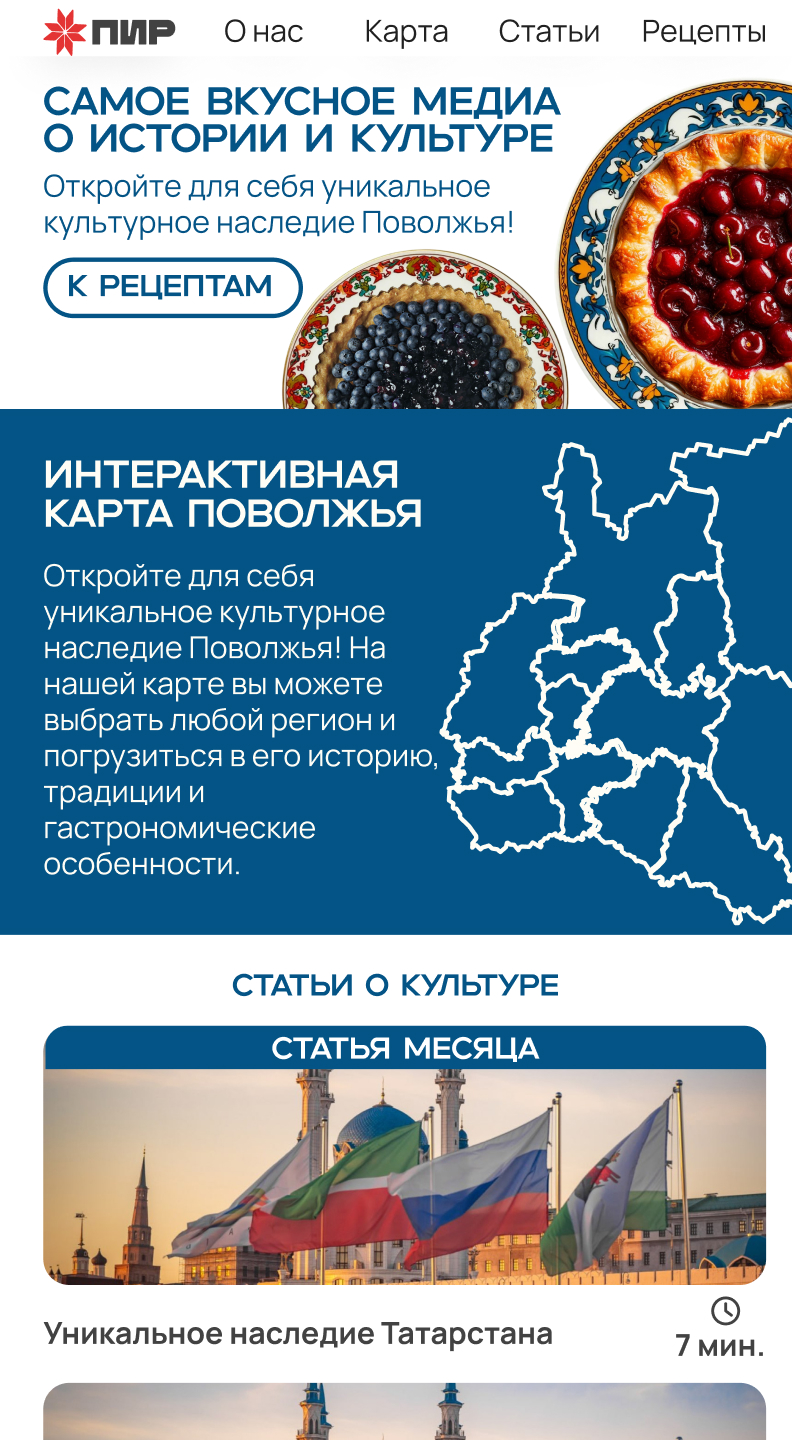 ПИР О нас Карта Статьи Рецепты
САМОЕ ВКУСНОЕ МЕДИА
О ИСТОРИИ И КУЛЬТУРЕ
Откройте для себя уникальное
культурное наследие Поволжья!
К РЕЦЕПТАМ
ИНТЕРАКТИВНАЯ
КАРТА ПОВОЛЖЬЯ
Откройте для себя
уникальное культурное
наследие Поволжья! На
нашей карте вы можете
выбрать любой регион и
погрузиться в его историю,
традиции и
гастрономические
особенности.
СТАТЬИ О КУЛЬТУРЕ
СТАТЬЯ МЕСЯЦА
Уникальное наследие Татарстана
7 мин.